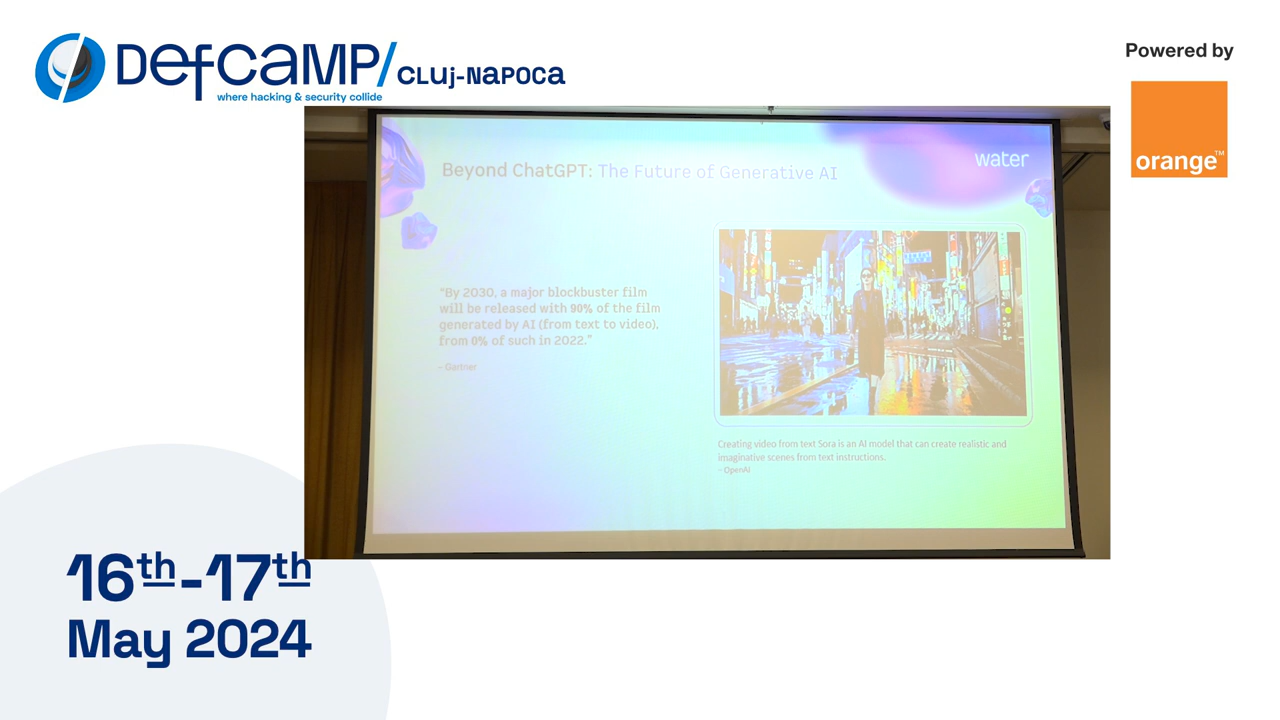 DefCamp/ Cluj-Napoca
where hacking & security collide
Powered by
orange™
Beyond ChatGPT: The Future of Generative AI
water
"By 2030, a major blockbuster film
will be released with 90% of the film
generated by AI (from text to video),
from 0% of such in 2022."
– Gartner
Creating video from text Sora is an AI model that can create realistic and
imaginative scenes from text instructions.
– OpenAI
16th-17th
May 2024